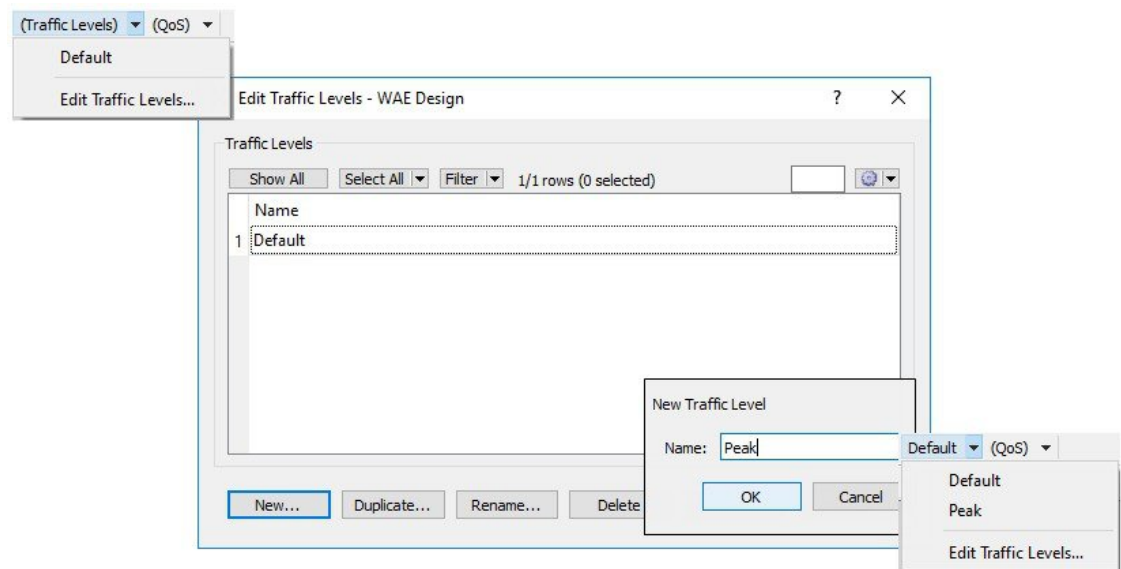 (Traffic Levels) (QoS)
Default
Edit Traffic Levels...
Edit Traffic Levels - WAE Design ?
Traffic Levels
Show All Select All Filter 1/1 rows (0 selected)
Name
1 Default
New Traffic Level
Name: Peak
OK Cancel
New... Duplicate... Rename... Delete
Default (QoS)
Default
Peak
Edit Traffic Levels...